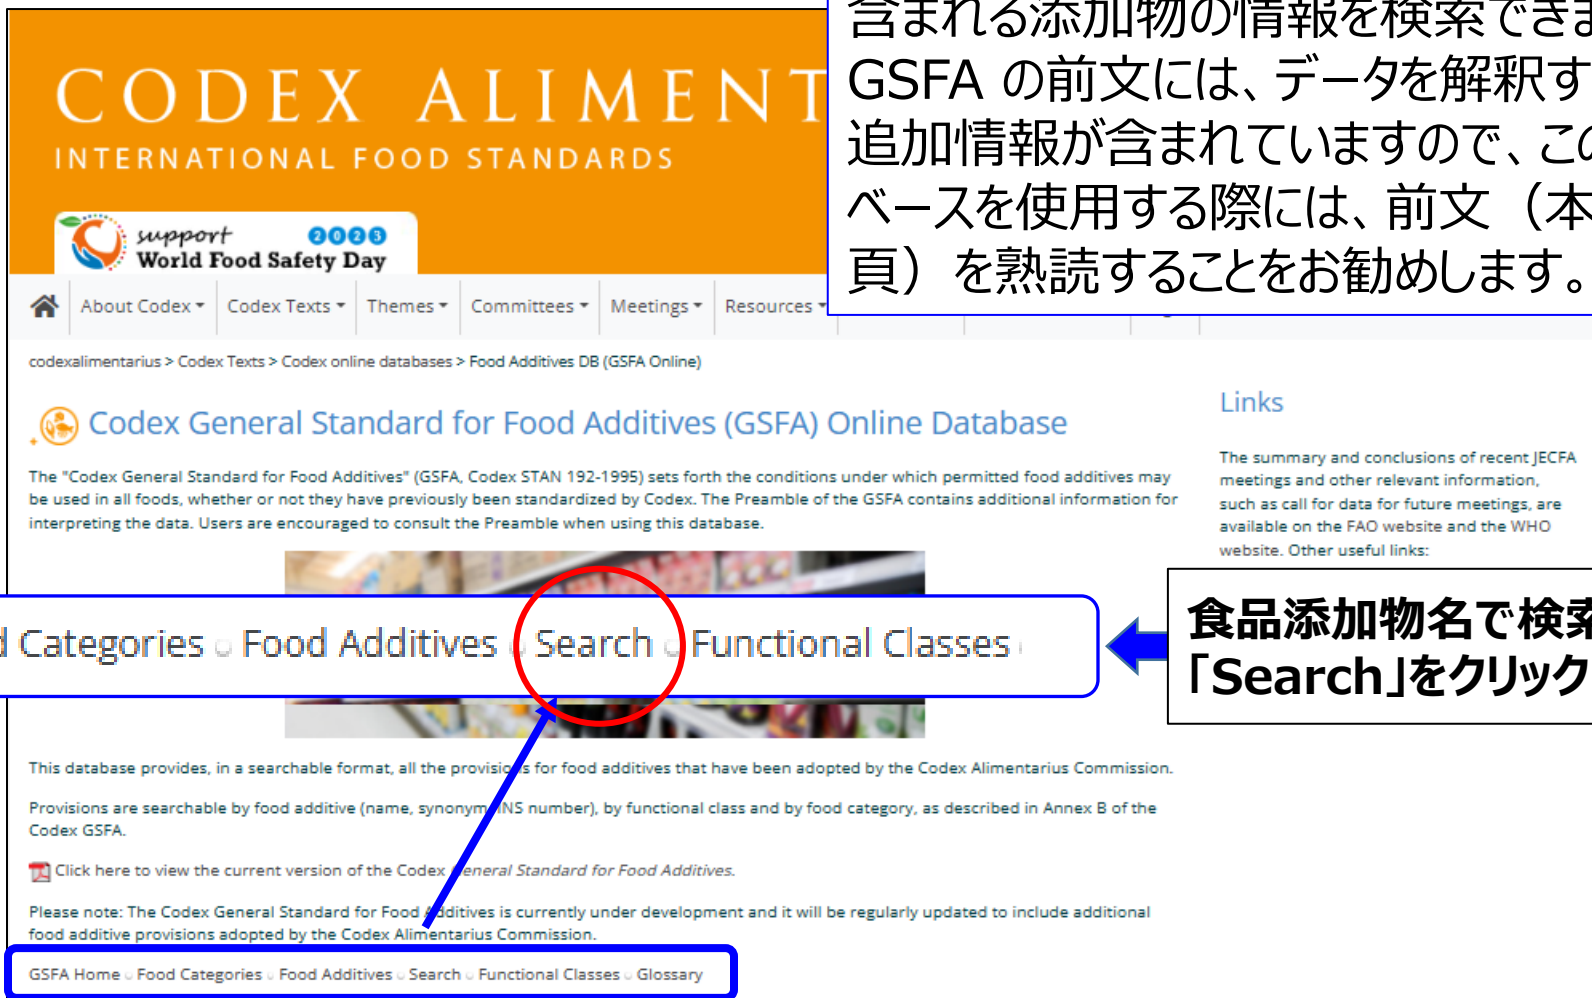 含まれる添加物の情報を検索できま
GSFA の前文には、データを解釈す
追加情報が含まれていますので、この
ベースを使用する際には、前文（本
頁）を熟読することをお勧めします。
CODEX ALIMENT
INTERNATIONAL FOOD STANDARDS
support 2023
World Food Safety Day
About Codex Codex Texts Themes Committees Meetings Resources
codexalimentarius > Codex Texts > Codex online databases > Food Additives DB (GSFA Online)
Codex General Standard for Food Additives (GSFA) Online Database
The "Codex General Standard for Food Additives" (GSFA, Codex STAN 192-1995) sets forth the conditions under which permitted food additives may
be used in all foods, whether or not they have previously been standardized by Codex. The Preamble of the GSFA contains additional information for
interpreting the data. Users are encouraged to consult the Preamble when using this database.
Links
The summary and conclusions of recent JECFA
meetings and other relevant information,
such as call for data for future meetings, are
available on the FAO website and the WHO
website. Other useful links:
d Categories Food Additives Search Functional Classes
食品添加物名で検索
「Search」をクリック
This database provides, in a searchable format, all the provisions for food additives that have been adopted by the Codex Alimentarius Commission.
Provisions are searchable by food additive (name, synonym, INS number), by functional class and by food category, as described in Annex B of the
Codex GSFA.
Click here to view the current version of the Codex General Standard for Food Additives.
Please note: The Codex General Standard for Food Additives is currently under development and it will be regularly updated to include additional
food additive provisions adopted by the Codex Alimentarius Commission.
GSFA Home Food Categories Food Additives Search Functional Classes Glossary